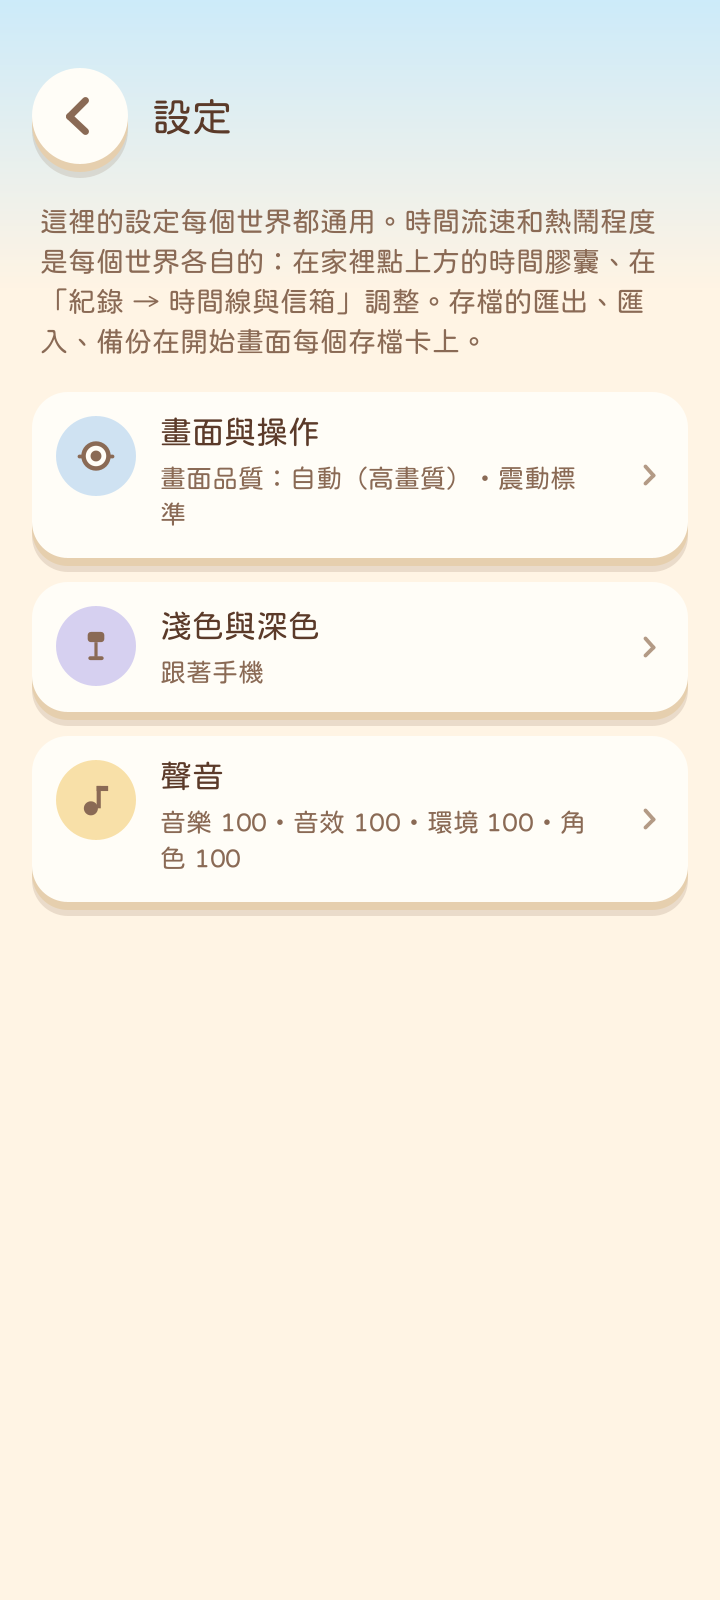 設定
這裡的設定每個世界都通用。時間流速和熱鬧程度
是每個世界各自的：在家裡點上方的時間膠囊、在
「紀錄 → 時間線與信箱」調整。存檔的匯出、匯
入、備份在開始畫面每個存檔卡上。
畫面與操作
畫面品質：自動（高畫質）・震動標
準
淺色與深色
跟著手機
聲音
音樂 100・音效 100・環境 100・角
色 100